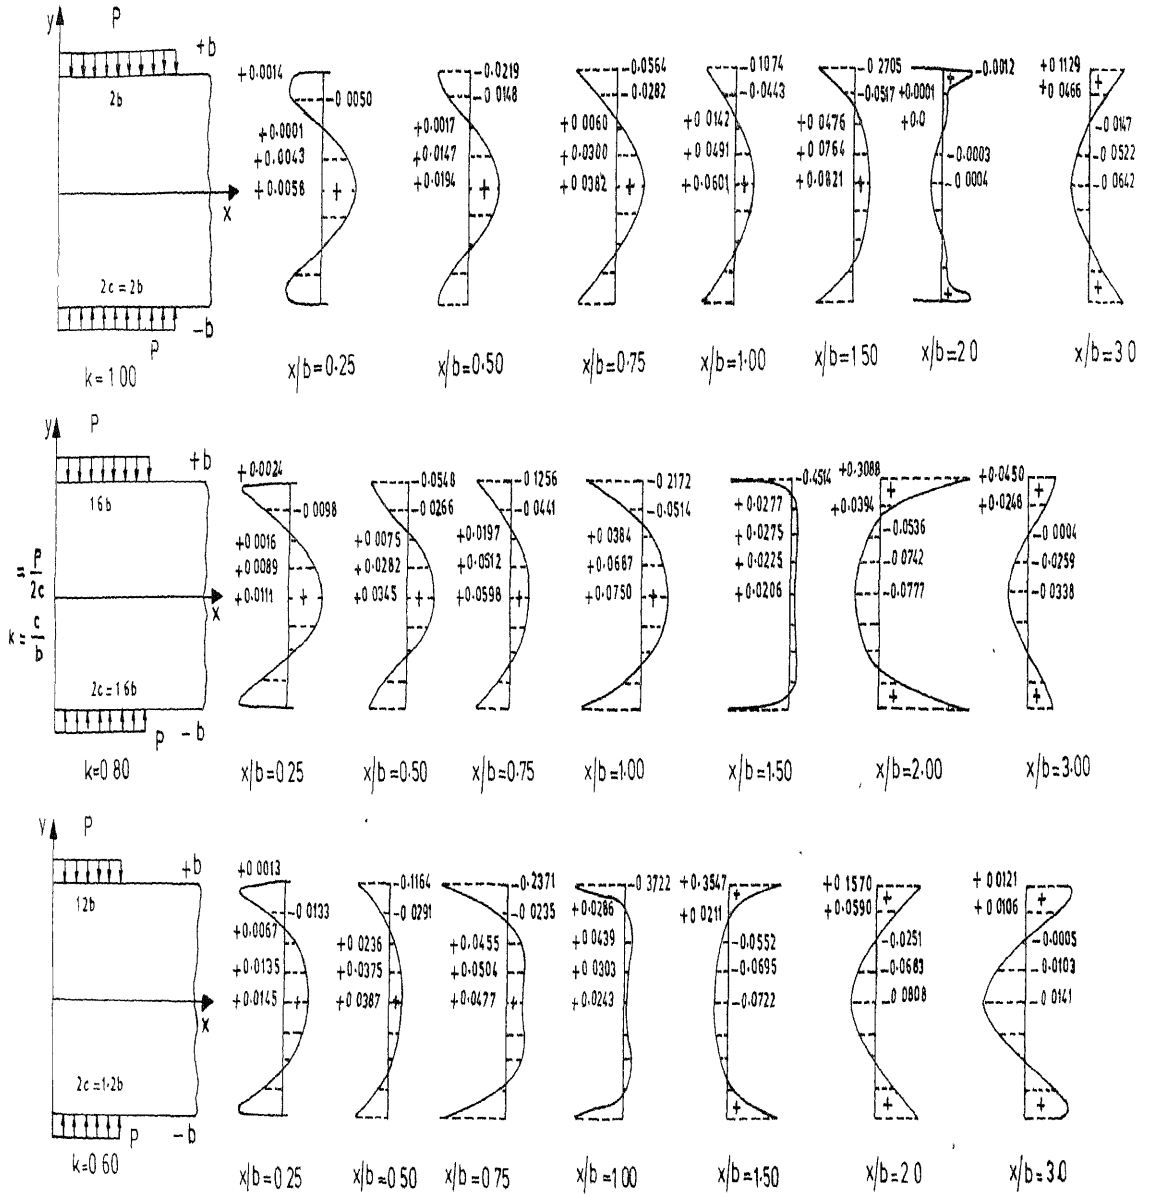 y
P
+b
2b
x
2c = 2b
-b
P
k = 1 00
+0.0014
-0 0050
+0.0001
+0.0043
+0.0058
+
x/b = 0.25
-0.0219
-0 0148
+0.0017
+0.0147
+0.0194
+
x/b = 0.50
-0.0564
-0.0282
+0 0060
+0.0300
+0 0382
+
x/b = 0.75
-0 1074
-0.0443
+0 0142
+0 0491
+0.0601
+
x/b = 1.00
-0 2705
-0.0517
+0 0476
+0 0764
+0.0821
+
x/b = 1 50
-0.0012
+
+0.0001
+0.0
-0.0003
-0 0004
+
x/b = 2 0
+0.1129
+0.0466
+
-0 0147
-0 0522
-0 0642
+
x/b = 3 0
y
P
+b
1 6 b
= P/2c
x
k = c/b
2c = 1 6 b
P
-b
k = 0 80
+0.0024
-0 0098
+0 0016
+0 0089
+0.0111
+
x/b = 0 25
-0.0548
-0 0266
+0 0075
+0 0282
+0 0345
+
x/b = 0.50
-0 1256
-0 0441
+0.0197
+0.0512
+0.0598
+
x/b = 0.75
-0 2172
-0.0514
+0 0384
+0 0667
+0.0750
+
x/b = 1.00
-0.4514
+0.0277
+0.0275
+0.0225
+0 0206
x/b = 1.50
+0.3088
+0.0394
-0.0536
-0 0742
-0.0777
+
x/b = 2.00
+0.0450
+0.0248
+
-0 0004
-0.0259
-0 0338
+
x/b = 3.00
y
P
+b
1 2 b
x
2c = 1.2b
P
-b
k = 0 60
+0 0013
-0 0133
+0.0067
+0.0135
+0.0145
+
x/b = 0 25
-0.1164
-0 0291
+0 0236
+0.0375
+0 0387
+
x/b = 0 50
-0.2371
-0 0235
+0.0455
+0.0504
+0.0477
+
x/b = 0 75
-0 3722
+0.0286
+0 0439
+0 0303
+0 0243
x/b = 1 00
+0.3547
+
+0 0211
-0.0552
-0.0695
-0.0722
+
x/b = 1.50
+0 1570
+0.0590
+
-0.0251
-0.0683
-0 0808
+
x/b = 2 0
+0 0121
+0 0106
+
-0.0005
-0.0103
-0 0141
+
x/b = 3.0